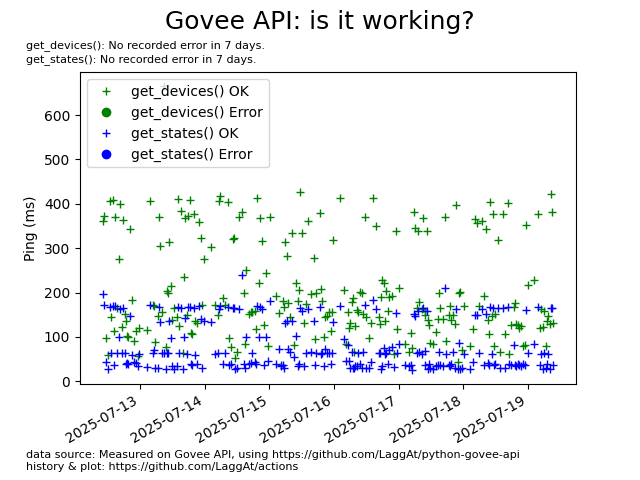 Govee API: is it working?
get_devices(): No recorded error in 7 days.
get_states(): No recorded error in 7 days.
get_devices() OK
get_devices() Error
get_states() OK
get_states() Error
Ping (ms)
600
500
400
300
200
100
0
2025-07-13
2025-07-14
2025-07-15
2025-07-16
2025-07-17
2025-07-18
2025-07-19
data source: Measured on Govee API, using https://github.com/LaggAt/python-govee-api
history & plot: https://github.com/LaggAt/actions